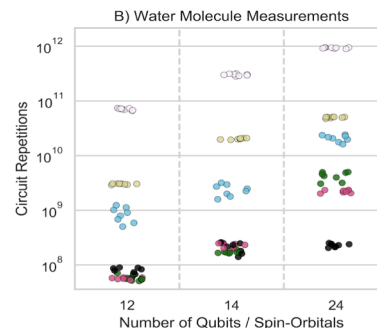 B) Water Molecule Measurements
10^12
10^11
10^10
10^9
10^8
Circuit Repetitions
12 14 24
Number of Qubits / Spin-Orbitals